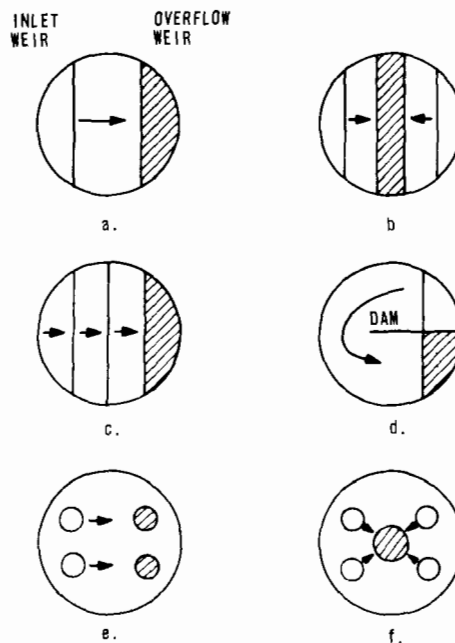 INLET
WEIR
OVERFLOW
WEIR
a.
b
c.
DAM
d.
e.
f.